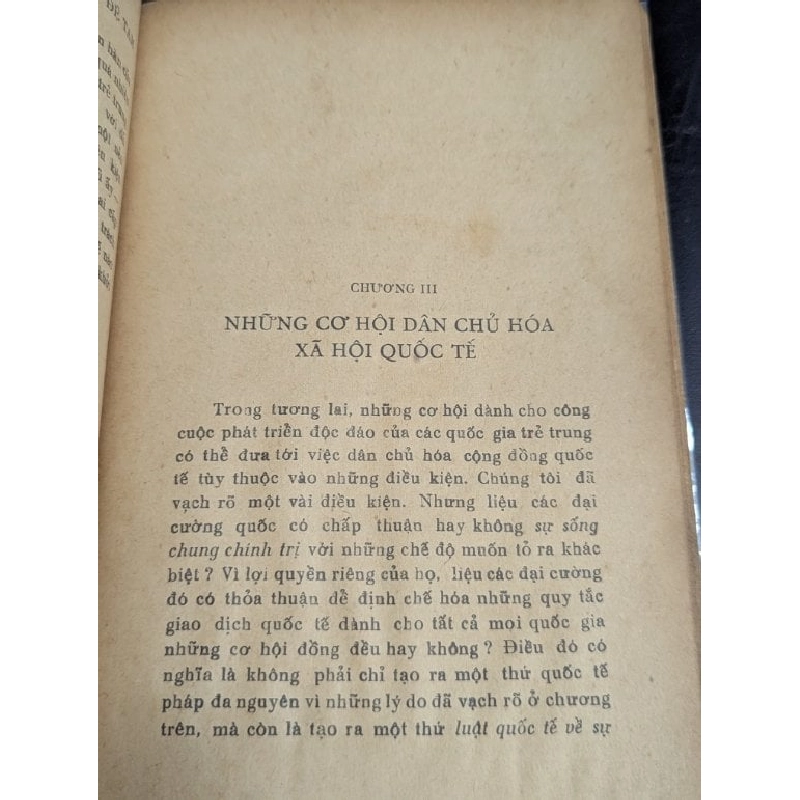 ĐỀ TÀI
CHƯƠNG III
NHỮNG CƠ HỘI DÂN CHỦ HÓA
XÃ HỘI QUỐC TẾ
Trong tương lai, những cơ hội dành cho công
cuộc phát triển độc đáo của các quốc gia trẻ trung
có thể đưa tới việc dân chủ hóa cộng đồng quốc
tế tùy thuộc vào những điều kiện. Chúng tôi đã
vạch rõ một vài điều kiện. Nhưng liệu các đại
cường quốc có chấp thuận hay không sự sống
chung chính trị với những chế độ muốn tỏ ra khác
biệt ? Vì lợi quyền riêng của họ, liệu các đại cường
đó có thỏa thuận để định chế hóa những quy tắc
giao dịch quốc tế dành cho tất cả mọi quốc gia
những cơ hội đồng đều hay không ? Điều đó có
nghĩa là không phải chỉ tạo ra một thứ quốc tế
pháp đa nguyên vì những lý do đã vạch rõ ở chương
trên, mà còn là tạo ra một thứ luật quốc tế về sự